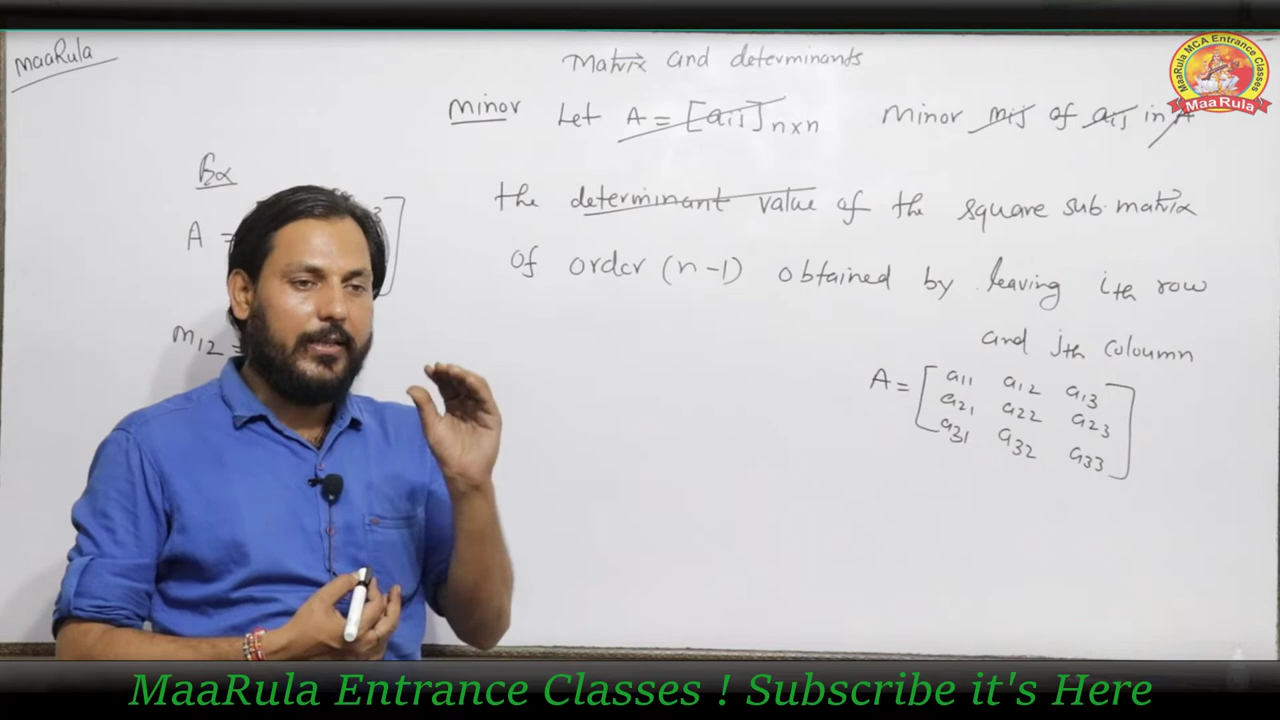 MaaRula
Matrix and determinants
MaaRula MCA Entrance Classes
MaaRula
Minor Let A = [aij]n×n Minor mij of aij in A
Ex
the determinant value of the square sub matrix
A =
of order (n-1) obtained by leaving ith row
m12 =
and jth coloumn
A = [a11 a12 a13
a21 a22 a23
a31 a32 a33]
MaaRula Entrance Classes ! Subscribe it's Here